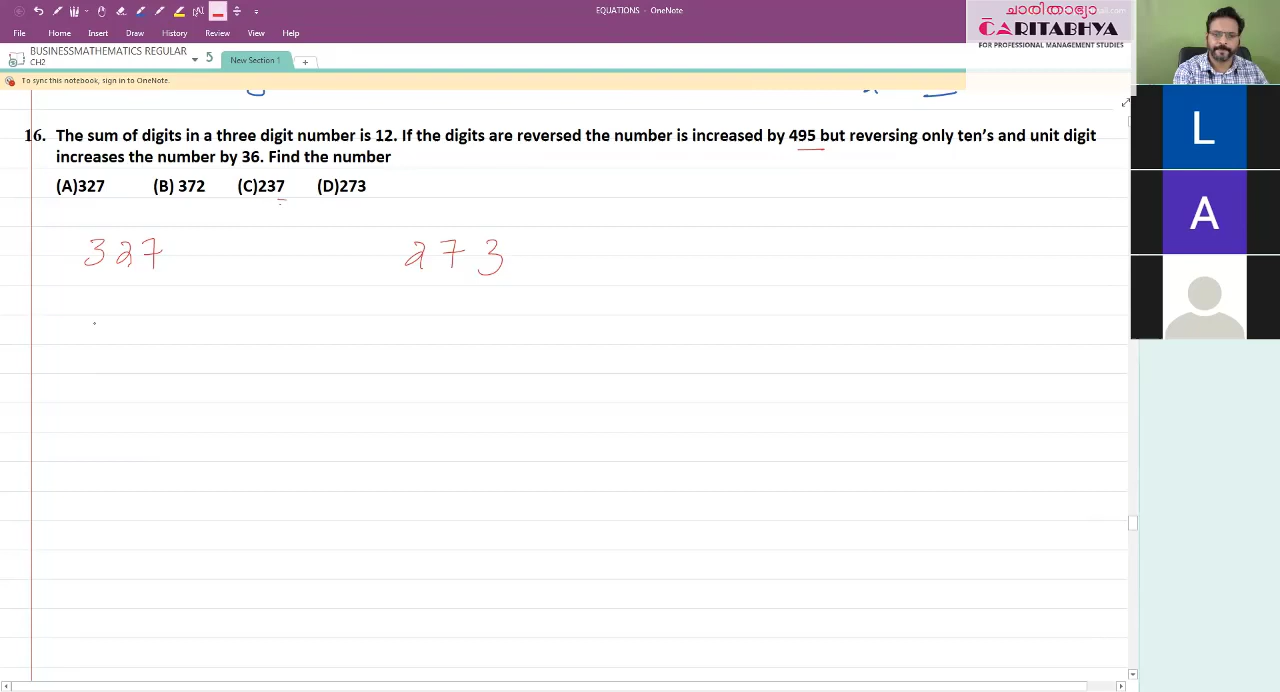 EQUATIONS - OneNote
ചാരിതാഭ്യാ
CARITABHYA
FOR PROFESSIONAL MANAGEMENT STUDIES
File Home Insert Draw History Review View Help
BUSINESSMATHEMATICS REGULAR
CH2
New Section 1
To sync this notebook, sign in to OneNote.
16. The sum of digits in a three digit number is 12. If the digits are reversed the number is increased by 495 but reversing only ten's and unit digit
increases the number by 36. Find the number
(A)327 (B) 372 (C)237 (D)273
327 273
L
A